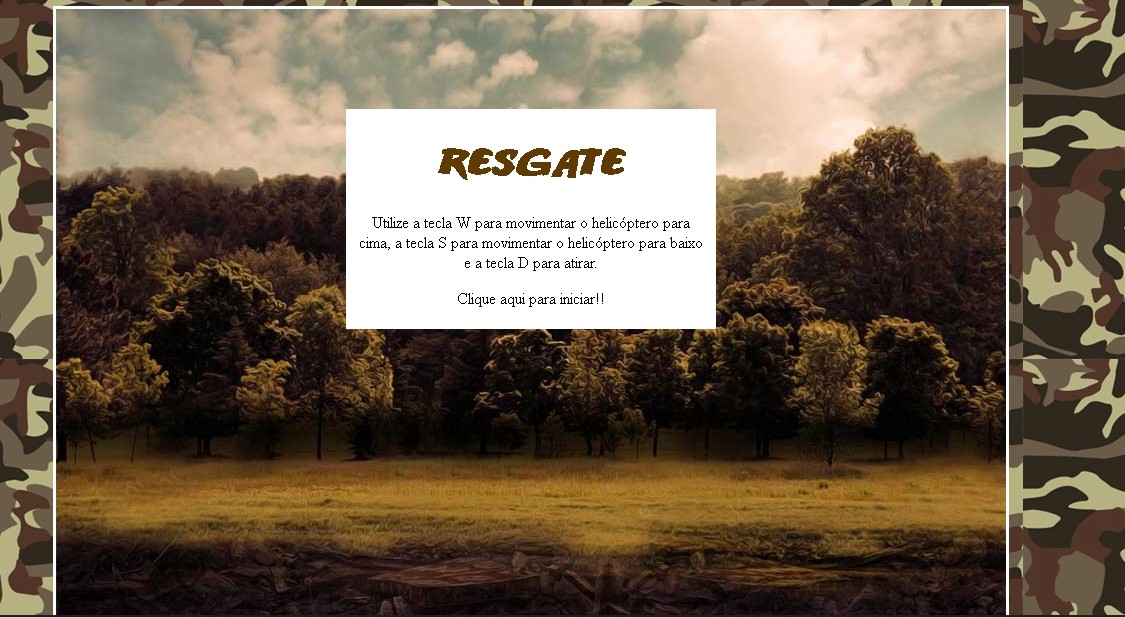 RESGATE
Utilize a tecla W para movimentar o helicóptero para
cima, a tecla S para movimentar o helicóptero para baixo
e a tecla D para atirar.
Clique aqui para iniciar!!